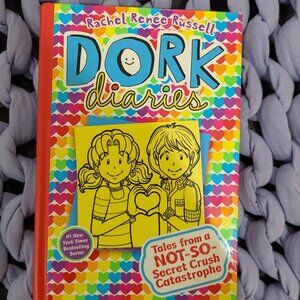 Rachel Renée Russell
DORK
diaries
#1 New
York Times
Bestselling
Series
Tales from a
NOT-SO-
Secret Crush
Catastrophe